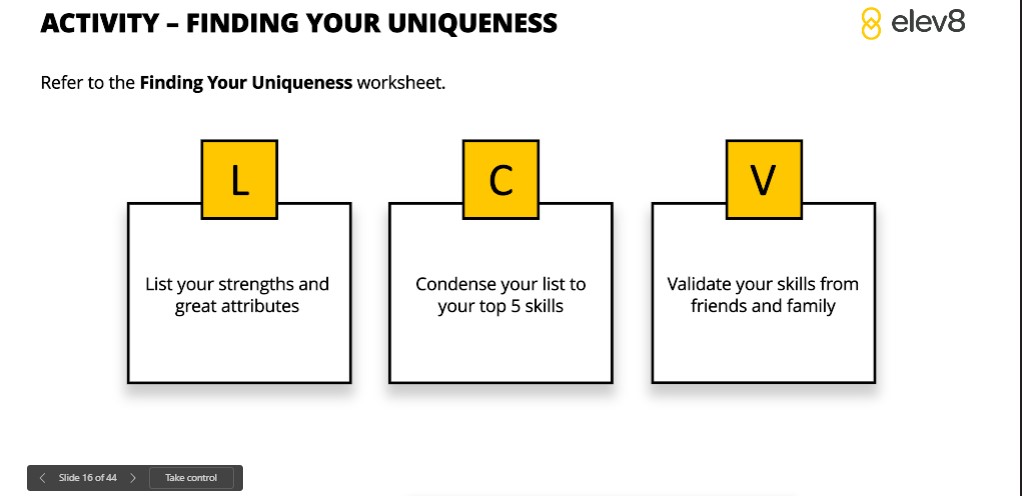 ACTIVITY – FINDING YOUR UNIQUENESS
elev8
Refer to the Finding Your Uniqueness worksheet.
L
List your strengths and
great attributes
C
Condense your list to
your top 5 skills
V
Validate your skills from
friends and family
Slide 16 of 44
Take control